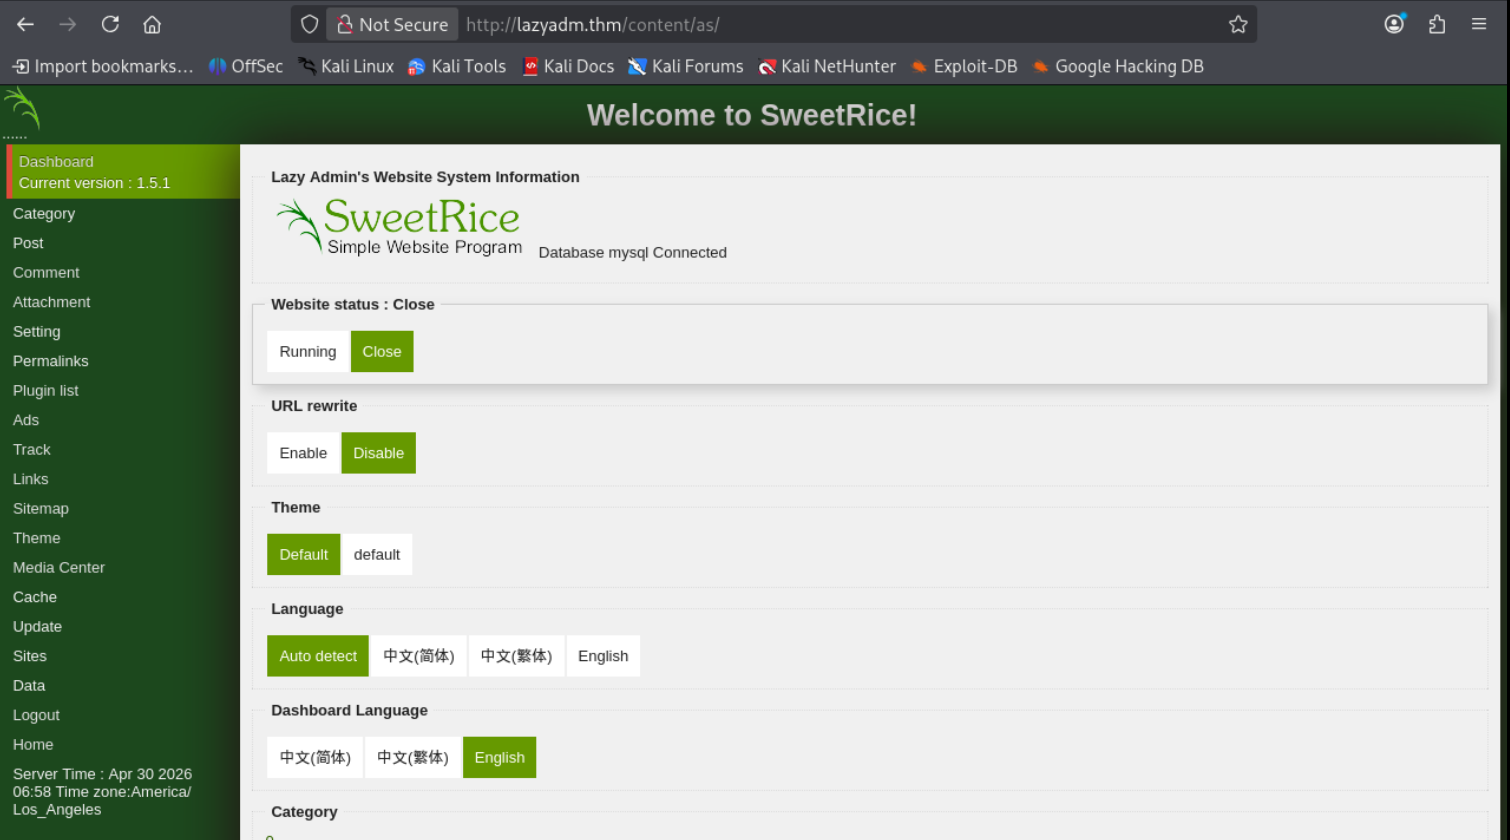 Not Secure http://lazyadm.thm/content/as/
Import bookmarks... OffSec Kali Linux Kali Tools Kali Docs Kali Forums Kali NetHunter Exploit-DB Google Hacking DB
Welcome to SweetRice!
......
Dashboard
Current version : 1.5.1
Category
Post
Comment
Attachment
Setting
Permalinks
Plugin list
Ads
Track
Links
Sitemap
Theme
Media Center
Cache
Update
Sites
Data
Logout
Home
Server Time : Apr 30 2026
06:58 Time zone:America/
Los_Angeles
Lazy Admin's Website System Information
SweetRice
Simple Website Program
Database mysql Connected
Website status : Close
Running Close
URL rewrite
Enable Disable
Theme
Default default
Language
Auto detect 中文(简体) 中文(繁体) English
Dashboard Language
中文(简体) 中文(繁体) English
Category